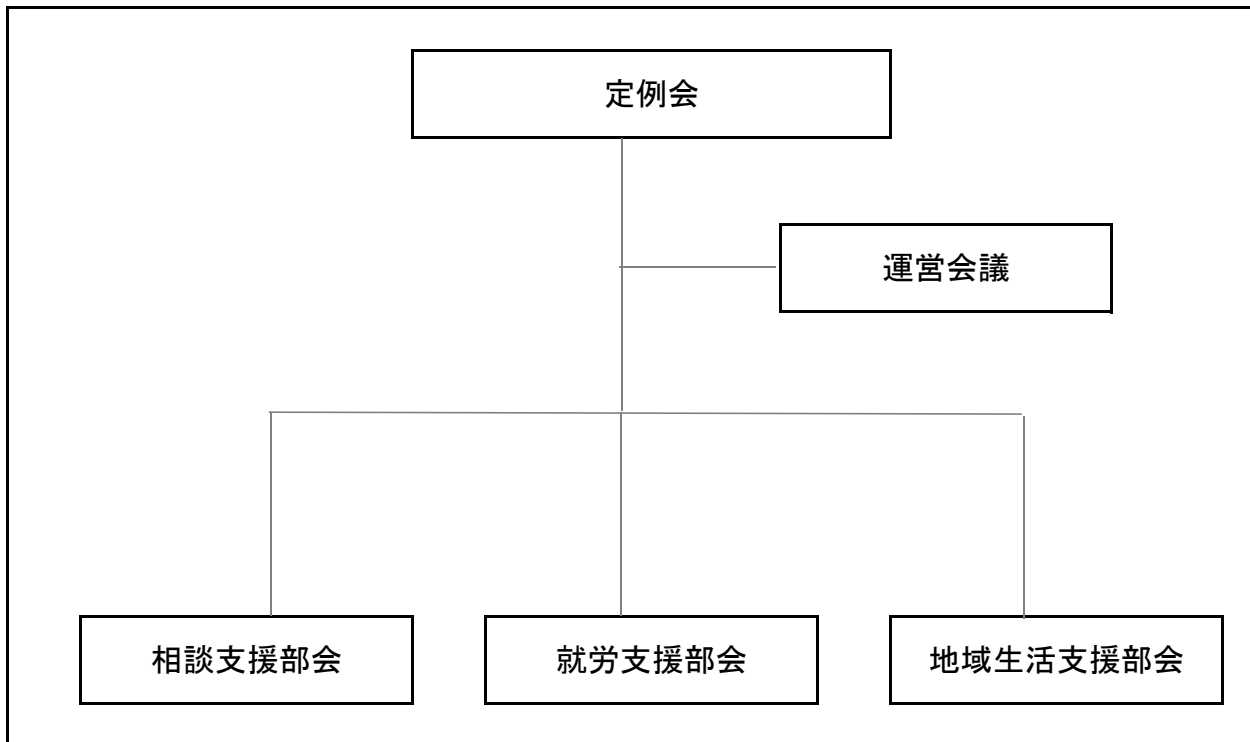 定例会
運営会議
相談支援部会
就労支援部会
地域生活支援部会